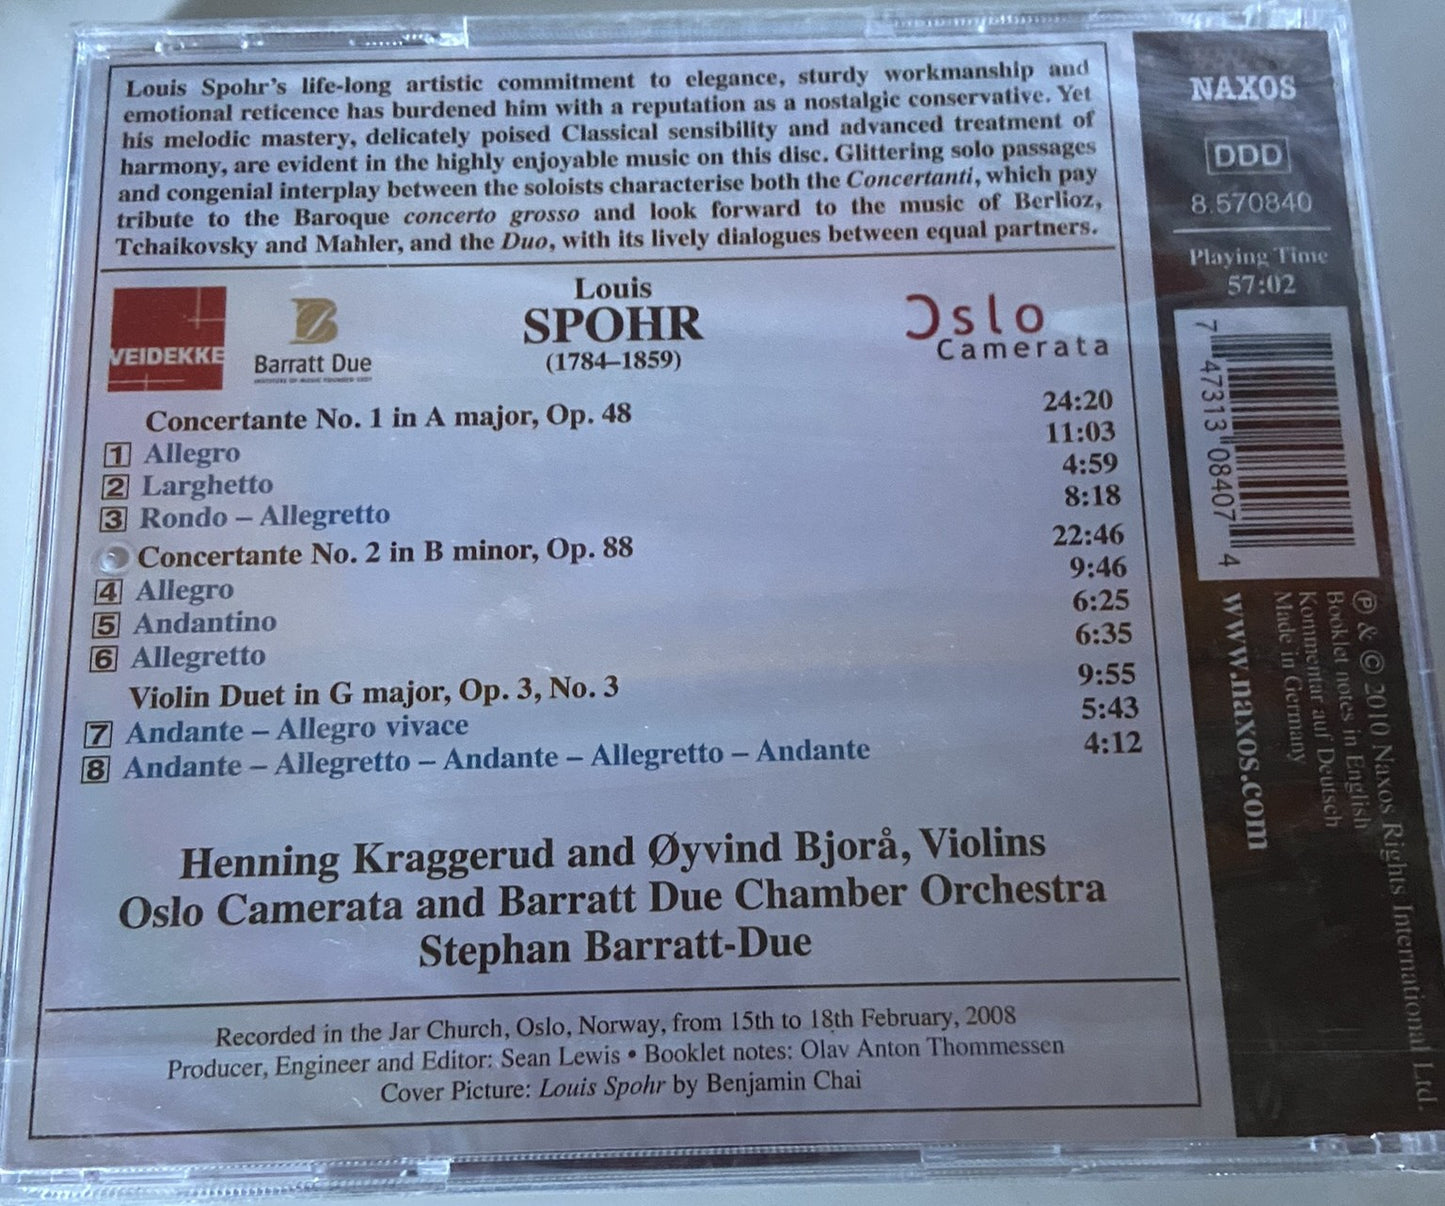 Louis Spohr's life-long artistic commitment to elegance, sturdy workmanship and
emotional reticence has burdened him with a reputation as a nostalgic conservative. Yet
his melodic mastery, delicately poised Classical sensibility and advanced treatment of
harmony, are evident in the highly enjoyable music on this disc. Glittering solo passages
and congenial interplay between the soloists characterise both the Concertanti, which pay
tribute to the Baroque concerto grosso and look forward to the music of Berlioz,
Tchaikovsky and Mahler, and the Duo, with its lively dialogues between equal partners.
VEIDEKKE
Barratt Due
Louis
SPOHR
(1784–1859)
Oslo
Camerata
Concertante No. 1 in A major, Op. 48 24:20
1 Allegro 11:03
2 Larghetto 4:59
3 Rondo – Allegretto 8:18
Concertante No. 2 in B minor, Op. 88 22:46
4 Allegro 9:46
5 Andantino 6:25
6 Allegretto 6:35
Violin Duet in G major, Op. 3, No. 3 9:55
7 Andante – Allegro vivace 5:43
8 Andante – Allegretto – Andante – Allegretto – Andante 4:12
Henning Kraggerud and Øyvind Bjorå, Violins
Oslo Camerata and Barratt Due Chamber Orchestra
Stephan Barratt-Due
Recorded in the Jar Church, Oslo, Norway, from 15th to 18th February, 2008
Producer, Engineer and Editor: Sean Lewis • Booklet notes: Olav Anton Thommessen
Cover Picture: Louis Spohr by Benjamin Chai
NAXOS
DDD
8.570840
Playing Time
57:02
7 47313 08407 4
℗ & © 2010 Naxos Rights International Ltd.
Booklet notes in English
Kommentar auf Deutsch
Made in Germany
www.naxos.com